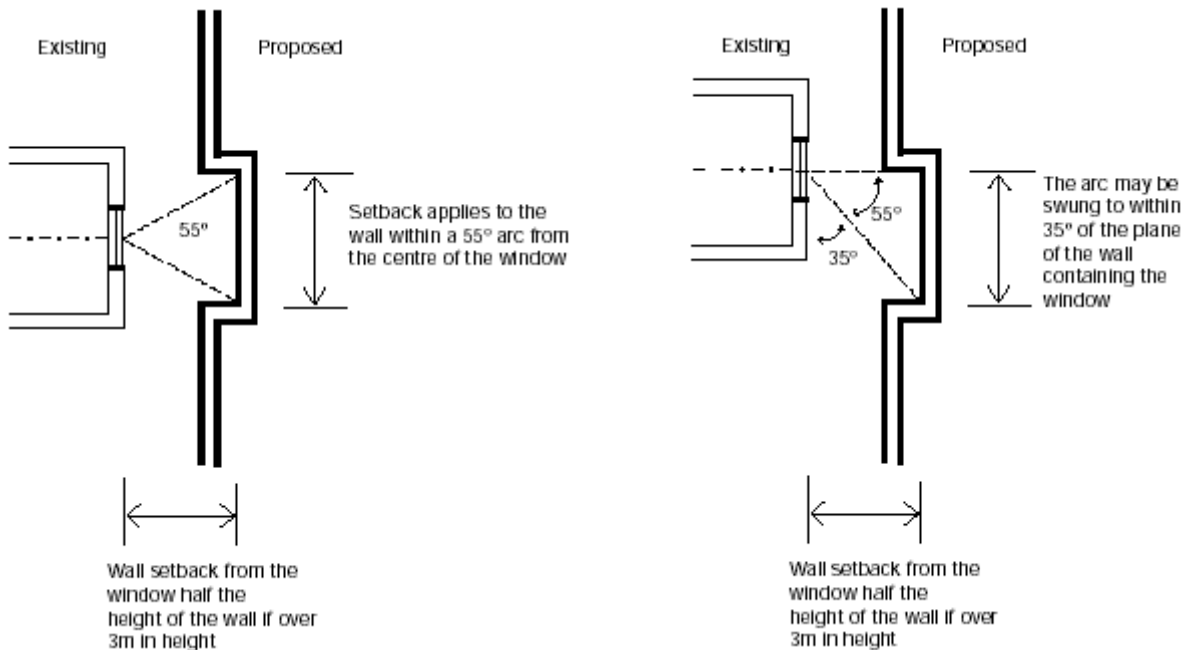 Existing
Proposed
55º
Setback applies to the
wall within a 55º arc from
the centre of the window
Wall setback from the
window half the
height of the wall if over
3m in height
Existing
Proposed
55º
35º
The arc may be
swung to within
35º of the plane
of the wall
containing the
window
Wall setback from the
window half the
height of the wall if over
3m in height